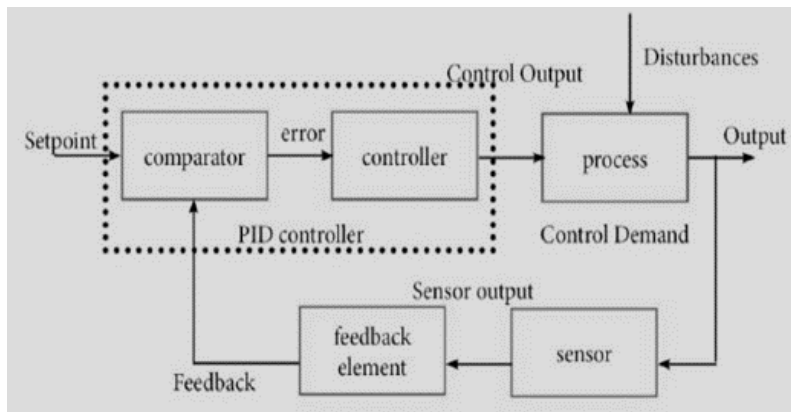 Disturbances
Control Output
Setpoint
comparator
error
controller
process
Output
PID controller
Control Demand
Sensor output
feedback
element
sensor
Feedback